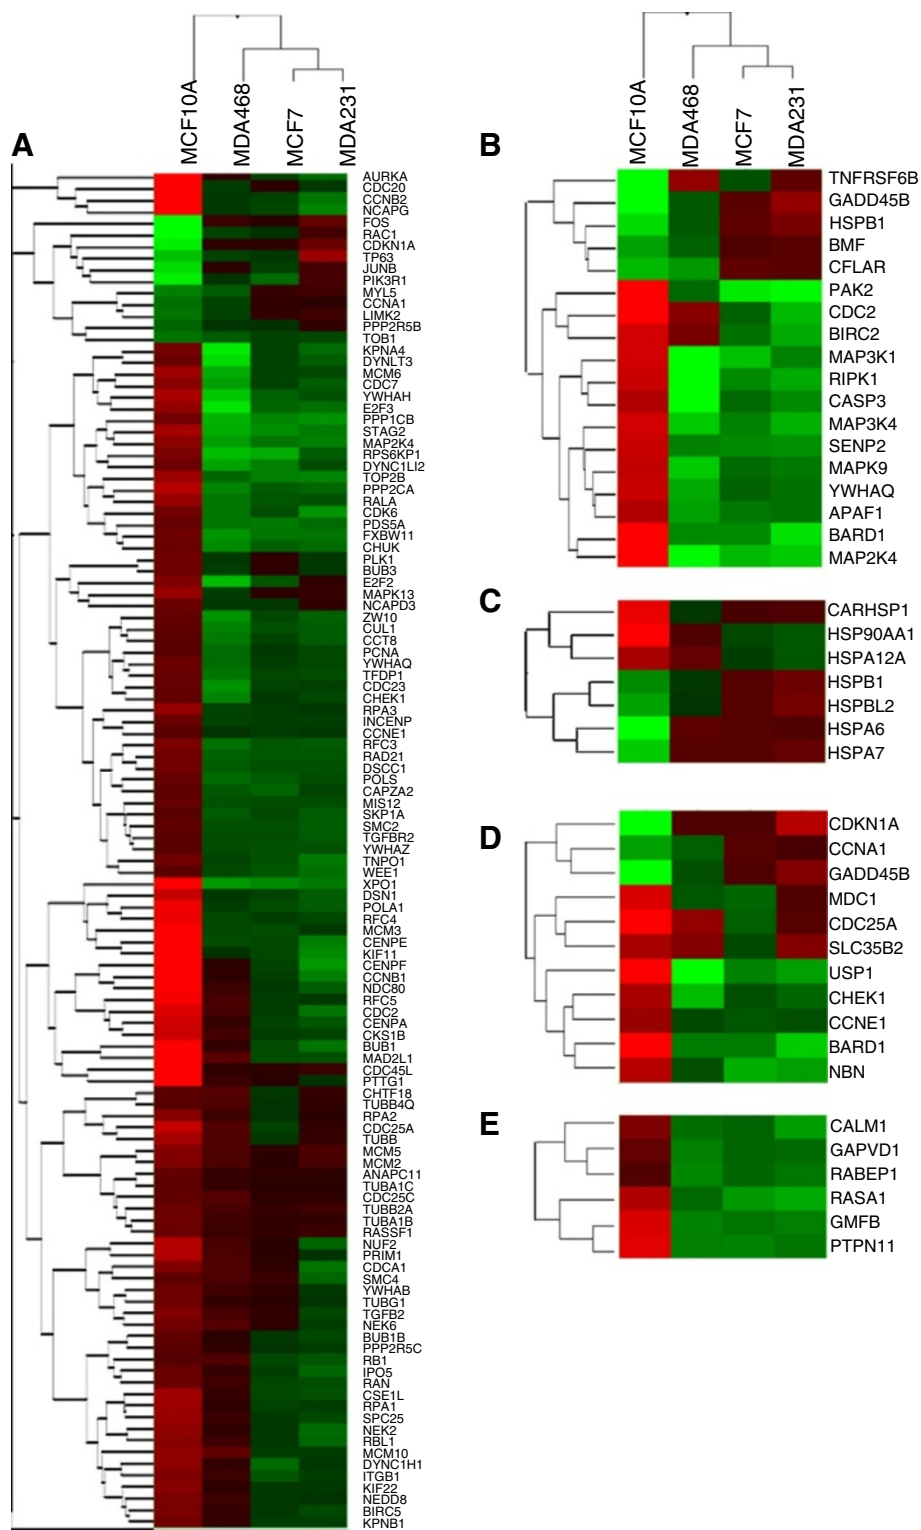 A
MCF10A
MDA468
MCF7
MDA231
AURKA
CDC20
CCNB2
NCAPG
FOS
RAC1
CDKN1A
TP63
JUNB
PIK3R1
MYL5
CCNA1
LIMK2
PPP2R5B
TOB1
KPNA4
DYNLT3
MCM6
CDC7
YWHAH
E2F3
PPP1CB
STAG2
MAP2K4
RPS6KP1
DYNC1LI2
TOP2B
PPP2CA
RALA
CDK6
PDS5A
FXBW11
CHUK
PLK1
BUB3
E2F2
MAPK13
NCAPD3
ZW10
CUL1
CCT8
PCNA
YWHAQ
TFDP1
CDC23
CHEK1
RPA3
INCENP
CCNE1
RFC3
RAD21
DSCC1
POLS
CAPZA2
MIS12
SKP1A
SMC2
TGFBR2
YWHAZ
TNPO1
WEE1
XPO1
DSN1
POLA1
RFC4
MCM3
CENPE
KIF11
CENPF
CCNB1
NDC80
RFC5
CDC2
CENPA
CKS1B
BUB1
MAD2L1
CDC45L
PTTG1
CHTF18
TUBB4Q
RPA2
CDC25A
TUBB
MCM5
MCM2
ANAPC11
TUBA1C
CDC25C
TUBB2A
TUBA1B
RASSF1
NUF2
PRIM1
CDCA1
SMC4
YWHAB
TUBG1
TGFB2
NEK6
BUB1B
PPP2R5C
RB1
IPO5
RAN
CSE1L
RPA1
SPC25
NEK2
RBL1
MCM10
DYNC1H1
ITGB1
KIF22
NEDD8
BIRC5
KPNB1
B
MCF10A
MDA468
MCF7
MDA231
TNFRSF6B
GADD45B
HSPB1
BMF
CFLAR
PAK2
CDC2
BIRC2
MAP3K1
RIPK1
CASP3
MAP3K4
SENP2
MAPK9
YWHAQ
APAF1
BARD1
MAP2K4
C
CARHSP1
HSP90AA1
HSPA12A
HSPB1
HSPBL2
HSPA6
HSPA7
D
CDKN1A
CCNA1
GADD45B
MDC1
CDC25A
SLC35B2
USP1
CHEK1
CCNE1
BARD1
NBN
E
CALM1
GAPVD1
RABEP1
RASA1
GMFB
PTPN11